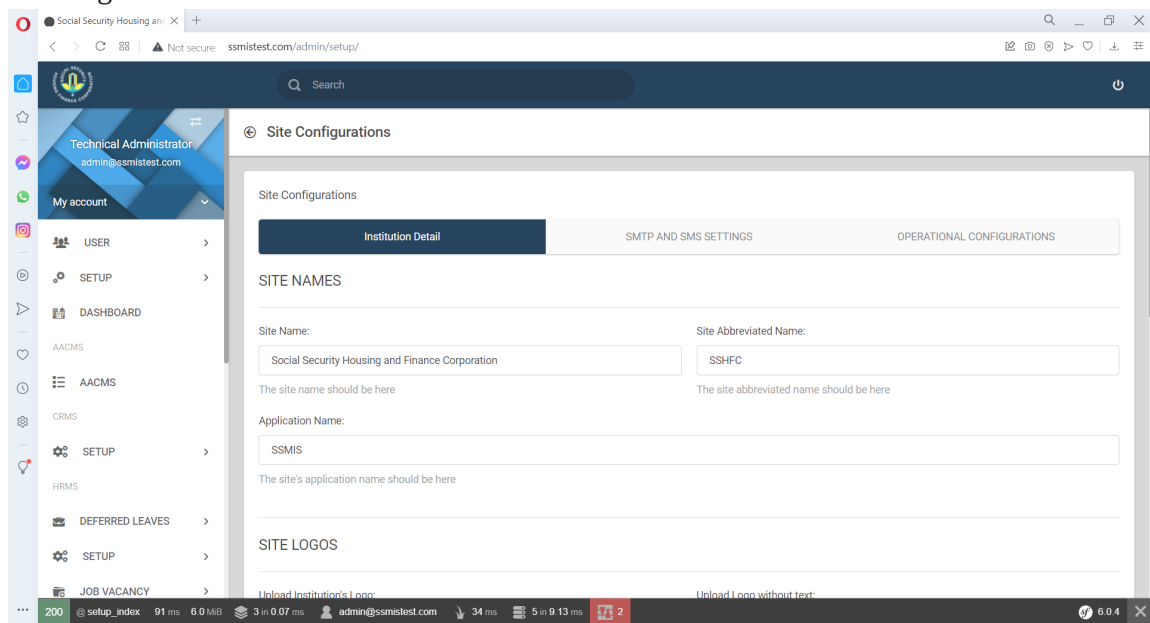 Social Security Housing an
Not secure ssmistest.com/admin/setup/
Search
Technical Administrator
admin@ssmistest.com
My account
USER
SETUP
DASHBOARD
AACMS
AACMS
CRMS
SETUP
HRMS
DEFERRED LEAVES
SETUP
JOB VACANCY
Site Configurations
Site Configurations
Institution Detail
SMTP AND SMS SETTINGS
OPERATIONAL CONFIGURATIONS
SITE NAMES
Site Name:
Site Abbreviated Name:
Social Security Housing and Finance Corporation
SSHFC
The site name should be here
The site abbreviated name should be here
Application Name:
SSMIS
The site's application name should be here
SITE LOGOS
Upload Institution's Logo:
Upload Logo without text:
200 @ setup_index 91 ms 6.0 MiB 3 in 0.07 ms admin@ssmistest.com 34 ms 5 in 9.13 ms 2 sf 6.0.4